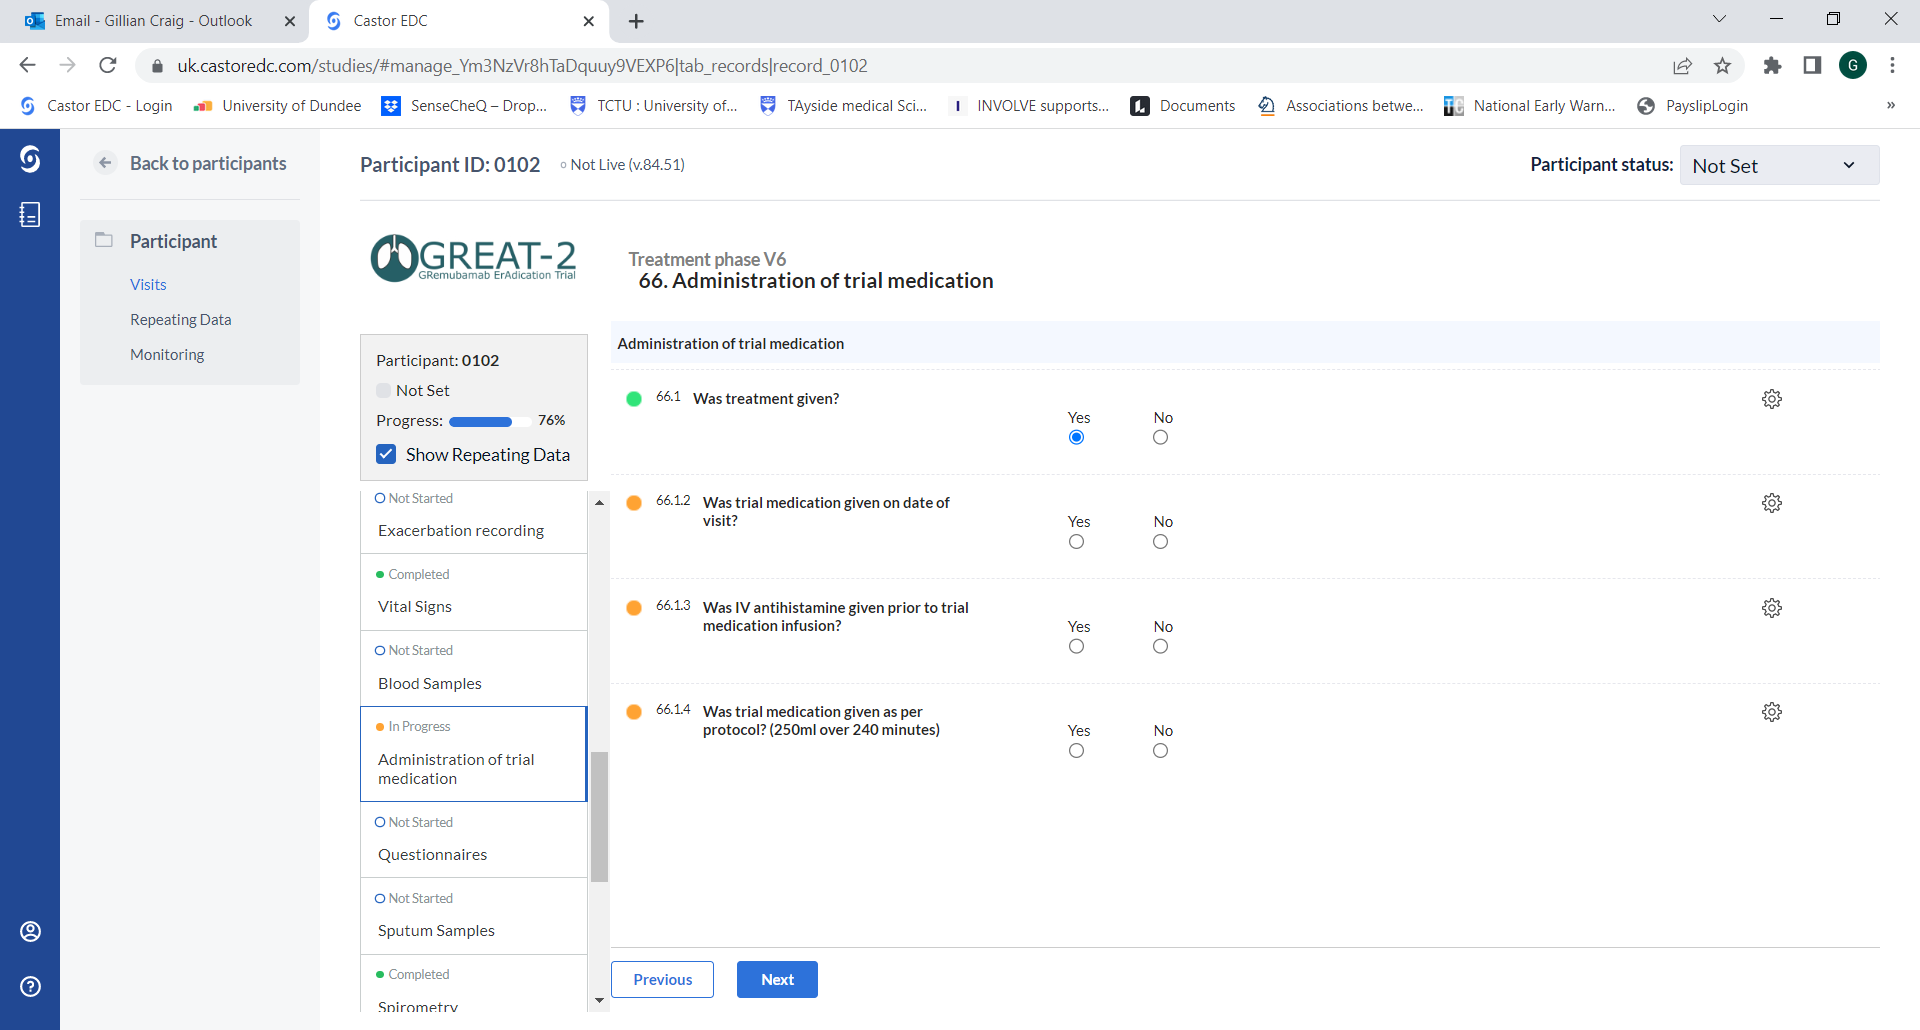 Email - Gillian Craig - Outlook
Castor EDC
uk.castoredc.com/studies/#manage_Ym3NzVr8hTaDquuy9VEXP6|tab_records|record_0102
G
Castor EDC - Login
University of Dundee
SenseCheQ – Drop...
TCTU : University of...
TAyside medical Sci...
INVOLVE supports...
Documents
Associations betwe...
National Early Warn...
PayslipLogin
»
Back to participants
Participant
Visits
Repeating Data
Monitoring
Participant ID: 0102
Not Live (v.84.51)
Participant status:
Not Set
GREAT-2
GRemubamab ErAdication Trial
Treatment phase V6
66. Administration of trial medication
Participant: 0102
Not Set
Progress: 76%
Show Repeating Data
Not Started
Exacerbation recording
Completed
Vital Signs
Not Started
Blood Samples
In Progress
Administration of trial
medication
Not Started
Questionnaires
Not Started
Sputum Samples
Completed
Spirometry
Administration of trial medication
66.1 Was treatment given?
Yes No
66.1.2 Was trial medication given on date of
visit?
Yes No
66.1.3 Was IV antihistamine given prior to trial
medication infusion?
Yes No
66.1.4 Was trial medication given as per
protocol? (250ml over 240 minutes)
Yes No
Previous
Next